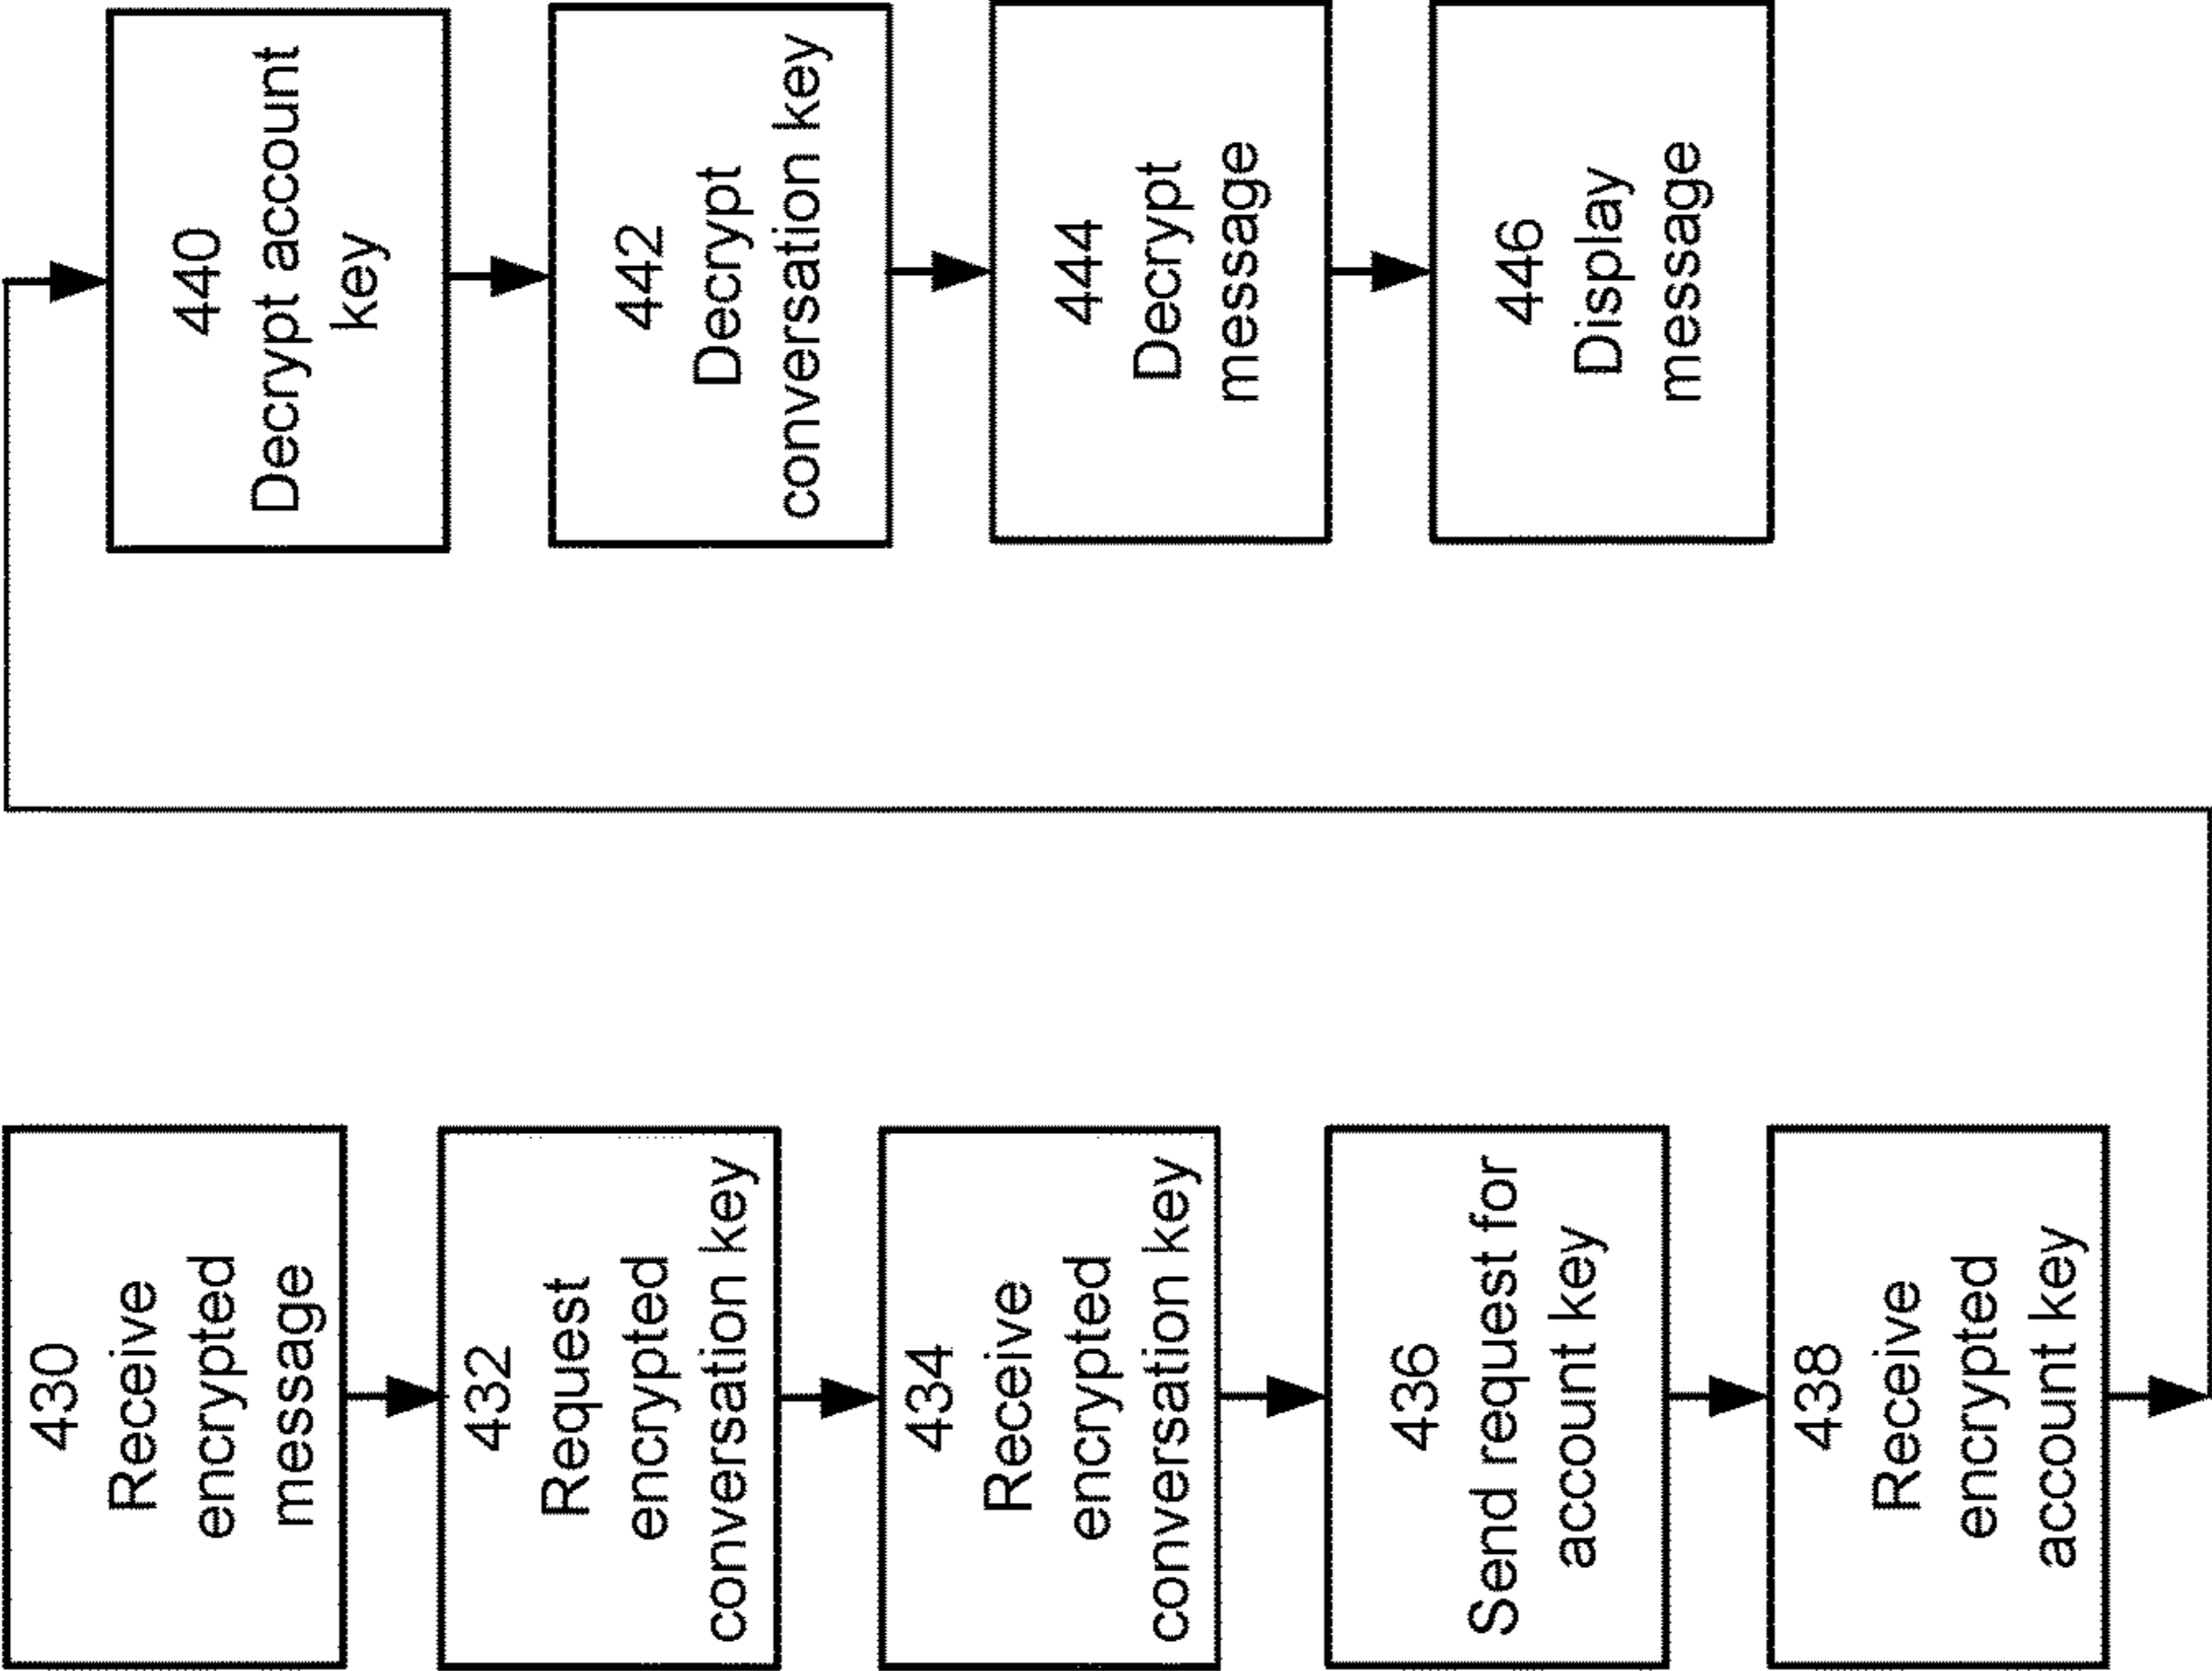 430
Receive
encrypted
message
432
Request
encrypted
conversation key
434
Receive
encrypted
conversation key
436
Send request for
account key
438
Receive
encrypted
account key
440
Decrypt account
key
442
Decrypt
conversation key
444
Decrypt
message
446
Display
message